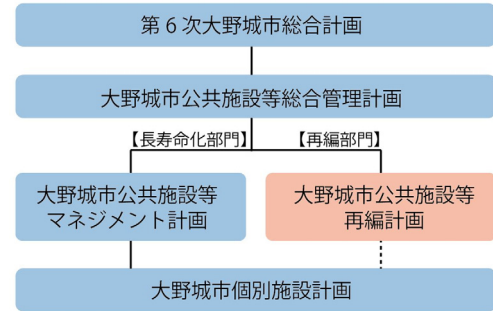 第6次大野城市総合計画
大野城市公共施設等総合管理計画
【長寿命化部門】
【再編部門】
大野城市公共施設等
マネジメント計画
大野城市公共施設等
再編計画
大野城市個別施設計画